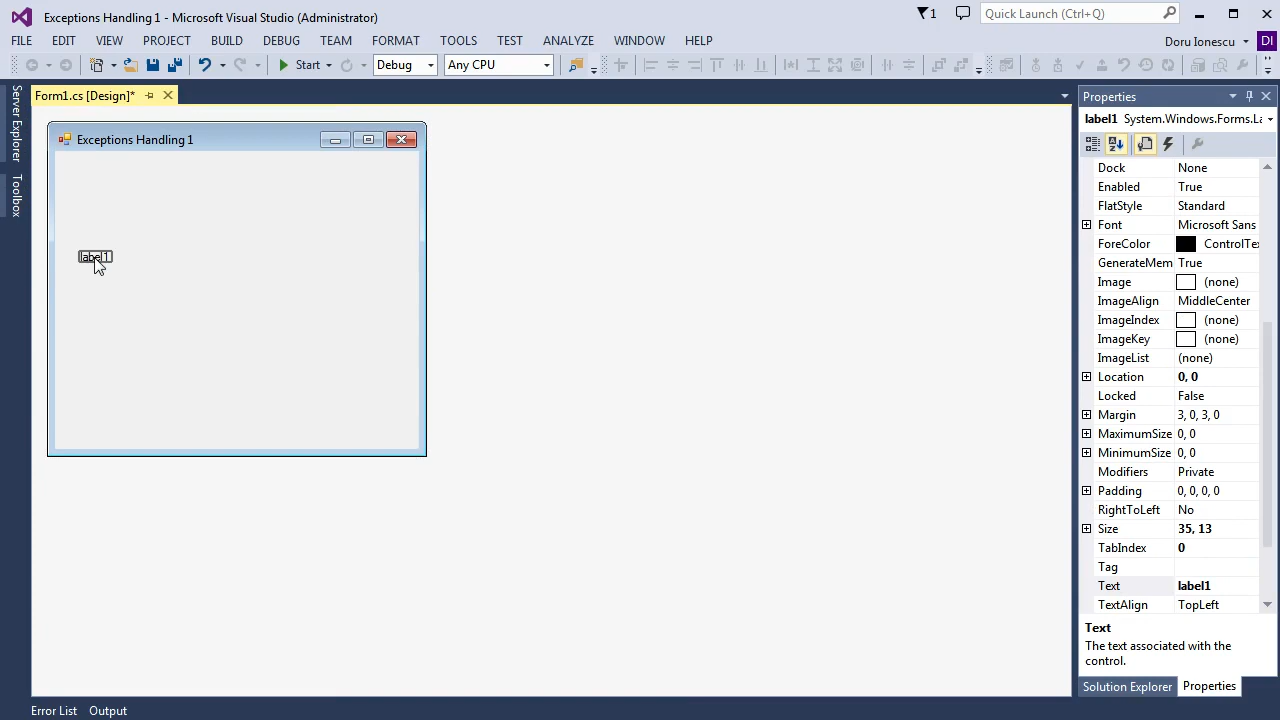 Exceptions Handling 1 - Microsoft Visual Studio (Administrator)
1
Quick Launch (Ctrl+Q)
FILE EDIT VIEW PROJECT BUILD DEBUG TEAM FORMAT TOOLS TEST ANALYZE WINDOW HELP
Doru Ionescu DI
Start Debug Any CPU
Server Explorer
Toolbox
Form1.cs [Design]*
Exceptions Handling 1
label1
Properties
label1 System.Windows.Forms.La
Dock None
Enabled True
FlatStyle Standard
Font Microsoft Sans
ForeColor ControlTex
GenerateMem True
Image (none)
ImageAlign MiddleCenter
ImageIndex (none)
ImageKey (none)
ImageList (none)
Location 0, 0
Locked False
Margin 3, 0, 3, 0
MaximumSize 0, 0
MinimumSize 0, 0
Modifiers Private
Padding 0, 0, 0, 0
RightToLeft No
Size 35, 13
TabIndex 0
Tag
Text label1
TextAlign TopLeft
Text
The text associated with the
control.
Solution Explorer Properties
Error List Output